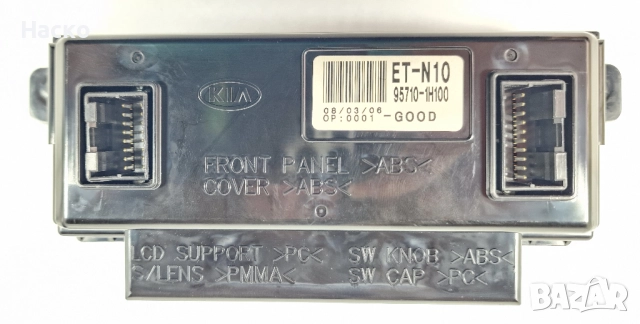 Наско
KIA
ET-N10
95710-1H100
08/03/06
OP:0001 -GOOD
FRONT PANEL >ABS<
COVER >ABS<
LCD SUPPORT >PC< SW KNOB >ABS<
S/LENS >PMMA< SW CAP >PC<
BAZAR